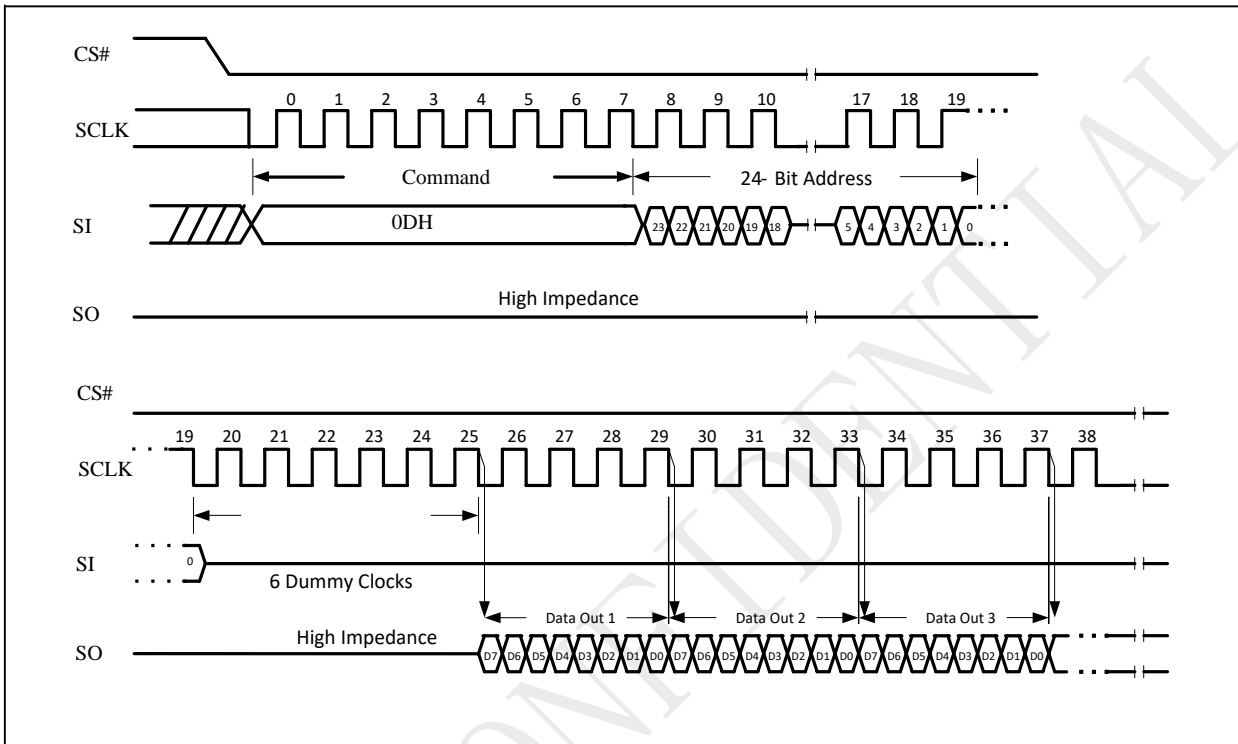 CS#
0 1 2 3 4 5 6 7 8 9 10 17 18 19
SCLK
Command
24- Bit Address
SI
0DH
23 22 21 20 19 18 5 4 3 2 1 0
High Impedance
SO
CS#
19 20 21 22 23 24 25 26 27 28 29 30 31 32 33 34 35 36 37 38
SCLK
SI
0
6 Dummy Clocks
Data Out 1 Data Out 2 Data Out 3
High Impedance
SO
D7 D6 D5 D4 D3 D2 D1 D0 D7 D6 D5 D4 D3 D2 D1 D0 D7 D6 D5 D4 D3 D2 D1 D0
ONFIDENTIAL